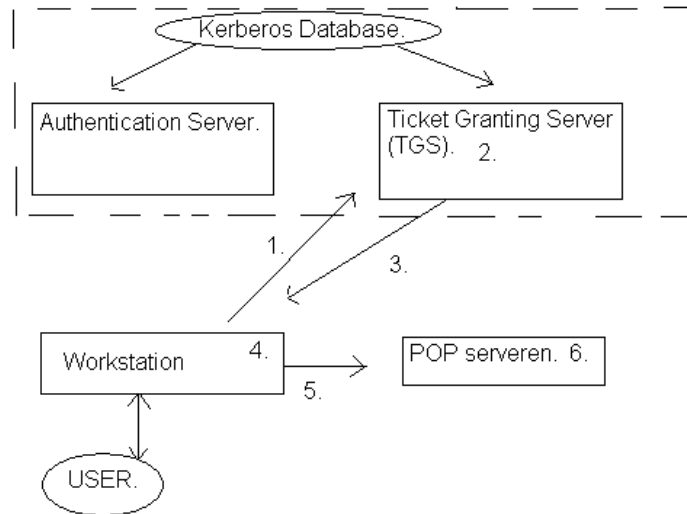 Kerberos Database.
Authentication Server.
Ticket Granting Server
(TGS). 2.
1.
3.
Workstation 4.
5.
POP serveren. 6.
USER.